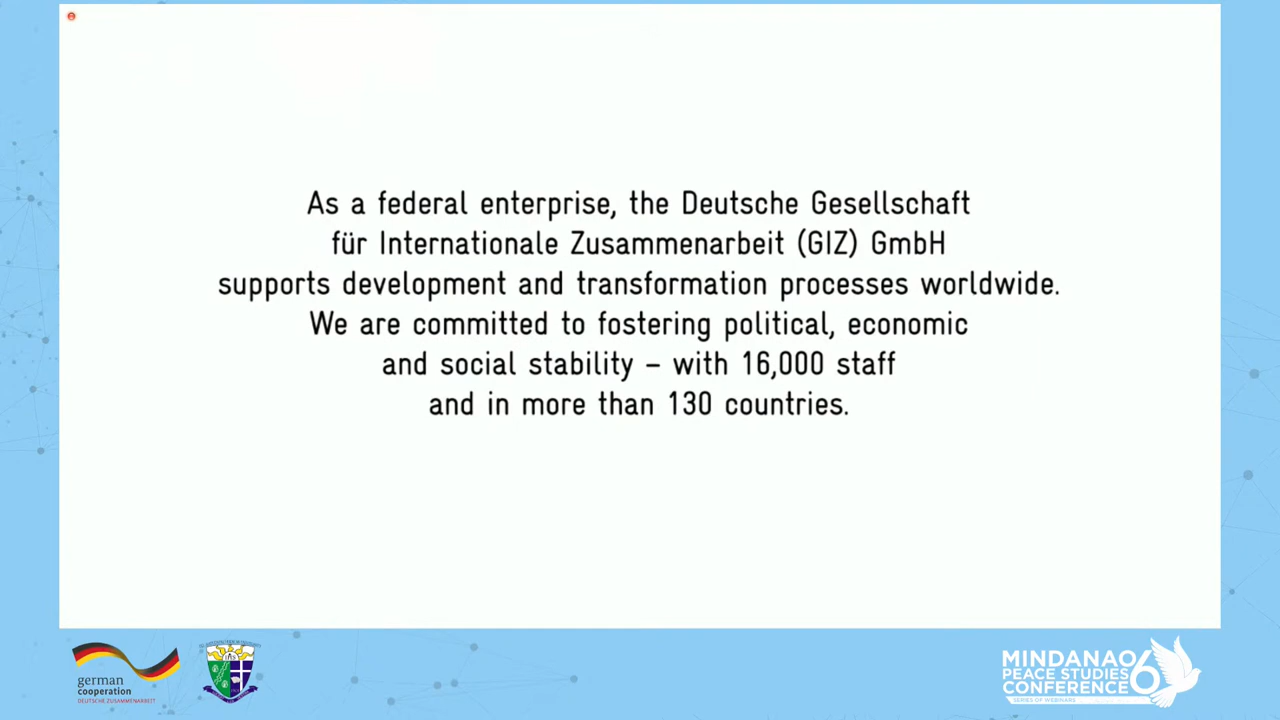 As a federal enterprise, the Deutsche Gesellschaft
für Internationale Zusammenarbeit (GIZ) GmbH
supports development and transformation processes worldwide.
We are committed to fostering political, economic
and social stability – with 16,000 staff
and in more than 130 countries.
german
cooperation
DEUTSCHE ZUSAMMENARBEIT
IHS
MINDANAO
PEACE STUDIES
CONFERENCE
6
SERIES OF WEBINARS